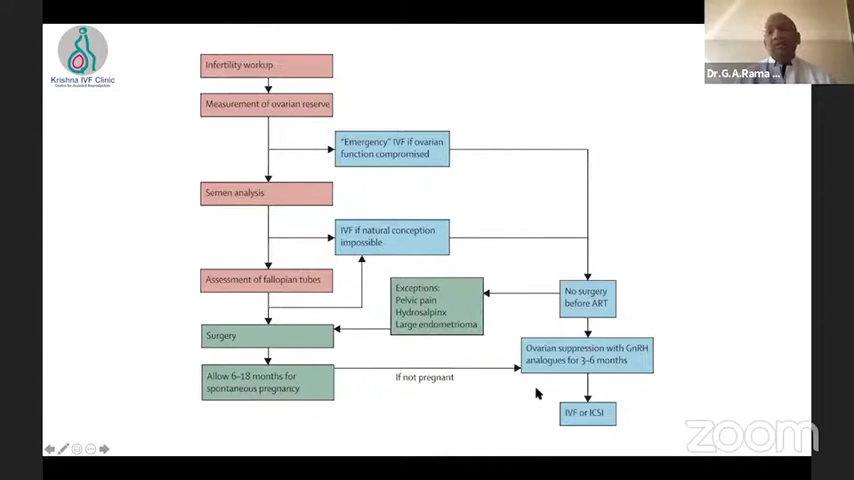 Krishna IVF Clinic
Centre for Assisted Reproduction
Dr.G.A.Rama ...
Infertility workup
Measurement of ovarian reserve
"Emergency" IVF if ovarian
function compromised
Semen analysis
IVF if natural conception
impossible
Assessment of fallopian tubes
Exceptions:
Pelvic pain
Hydrosalpinx
Large endometrioma
No surgery
before ART
Surgery
Ovarian suppression with GnRH
analogues for 3–6 months
Allow 6–18 months for
spontaneous pregnancy
If not pregnant
IVF or ICSI
zoom